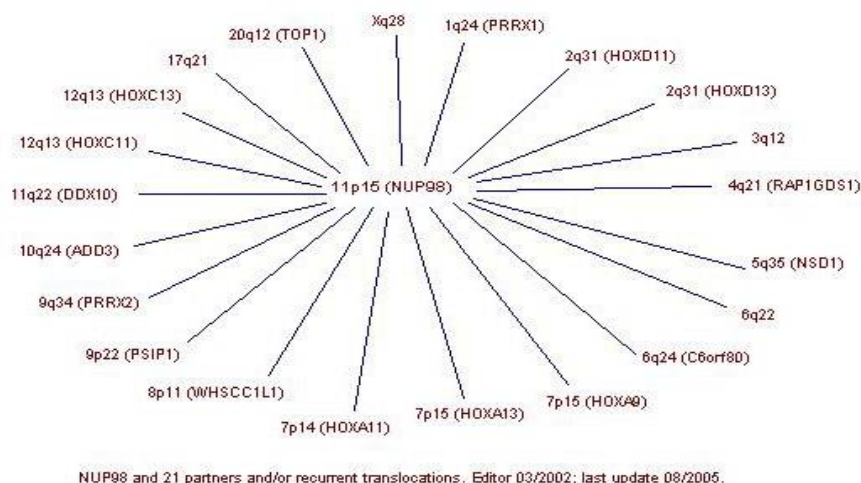 Xq28
1q24 (PRRX1)
20q12 (TOP1)
2q31 (HOXD11)
17q21
2q31 (HOXD13)
12q13 (HOXC13)
3q12
12q13 (HOXC11)
11p15 (NUP98)
4q21 (RAP1GDS1)
11q22 (DDX10)
10q24 (ADD3)
5q35 (NSD1)
9q34 (PRRX2)
6q22
9p22 (PSIP1)
6q24 (C6orf80)
8p11 (WHSCC1L1)
7p15 (HOXA9)
7p15 (HOXA13)
7p14 (HOXA11)
NUP98 and 21 partners and/or recurrent translocations. Editor 03/2002; last update 08/2005.